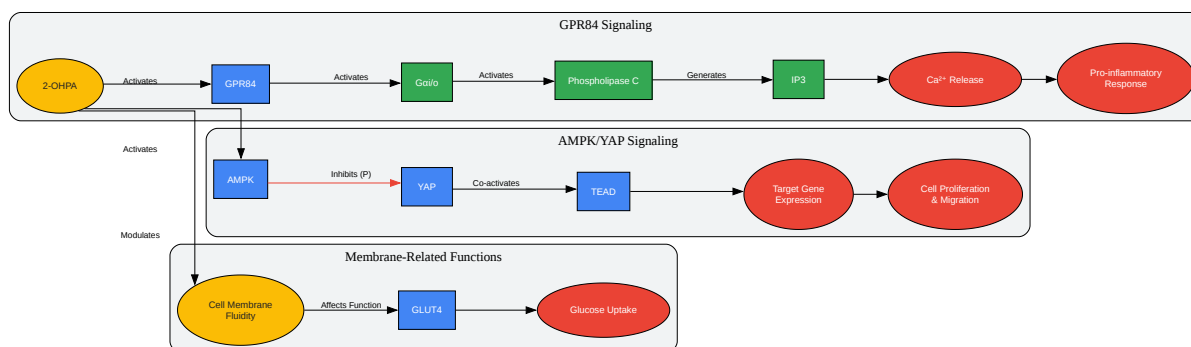 GPR84 Signaling
2-OHPA
Activates
GPR84
Activates
Gαi/o
Activates
Phospholipase C
Generates
IP3
Ca²⁺ Release
Pro-inflammatory
Response
Activates
AMPK/YAP Signaling
AMPK
Inhibits (P)
YAP
Co-activates
TEAD
Target Gene
Expression
Cell Proliferation
& Migration
Modulates
Membrane-Related Functions
Cell Membrane
Fluidity
Affects Function
GLUT4
Glucose Uptake